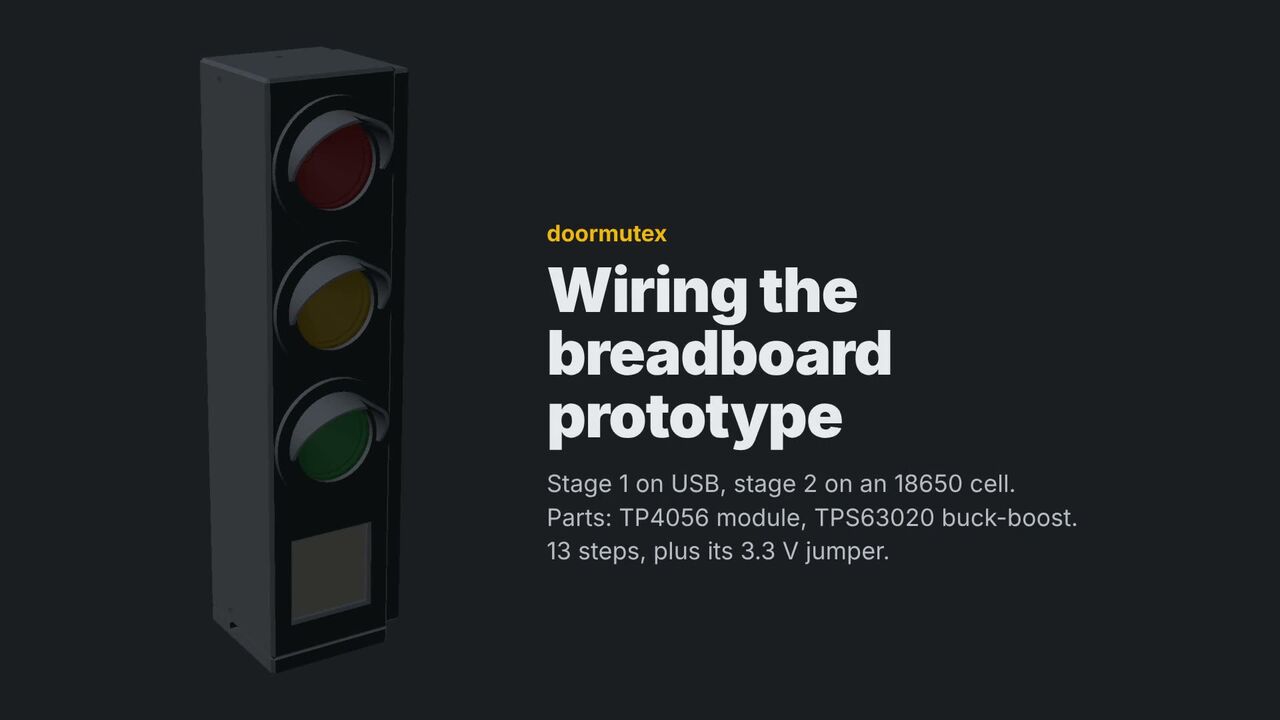 doormutex
Wiring the
breadboard
prototype
Stage 1 on USB, stage 2 on an 18650 cell.
Parts: TP4056 module, TPS63020 buck-boost.
13 steps, plus its 3.3 V jumper.